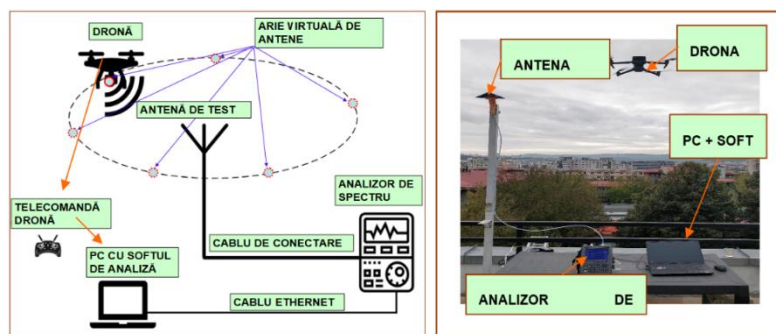 DRONĂ
ARIE VIRTUALĂ DE
ANTENE
ANTENĂ DE TEST
ANALIZOR DE
SPECTRU
TELECOMANDĂ
DRONĂ
CABLU DE CONECTARE
PC CU SOFTUL
DE ANALIZĂ
CABLU ETHERNET
ANTENA
DRONA
PC + SOFT
ANALIZOR DE